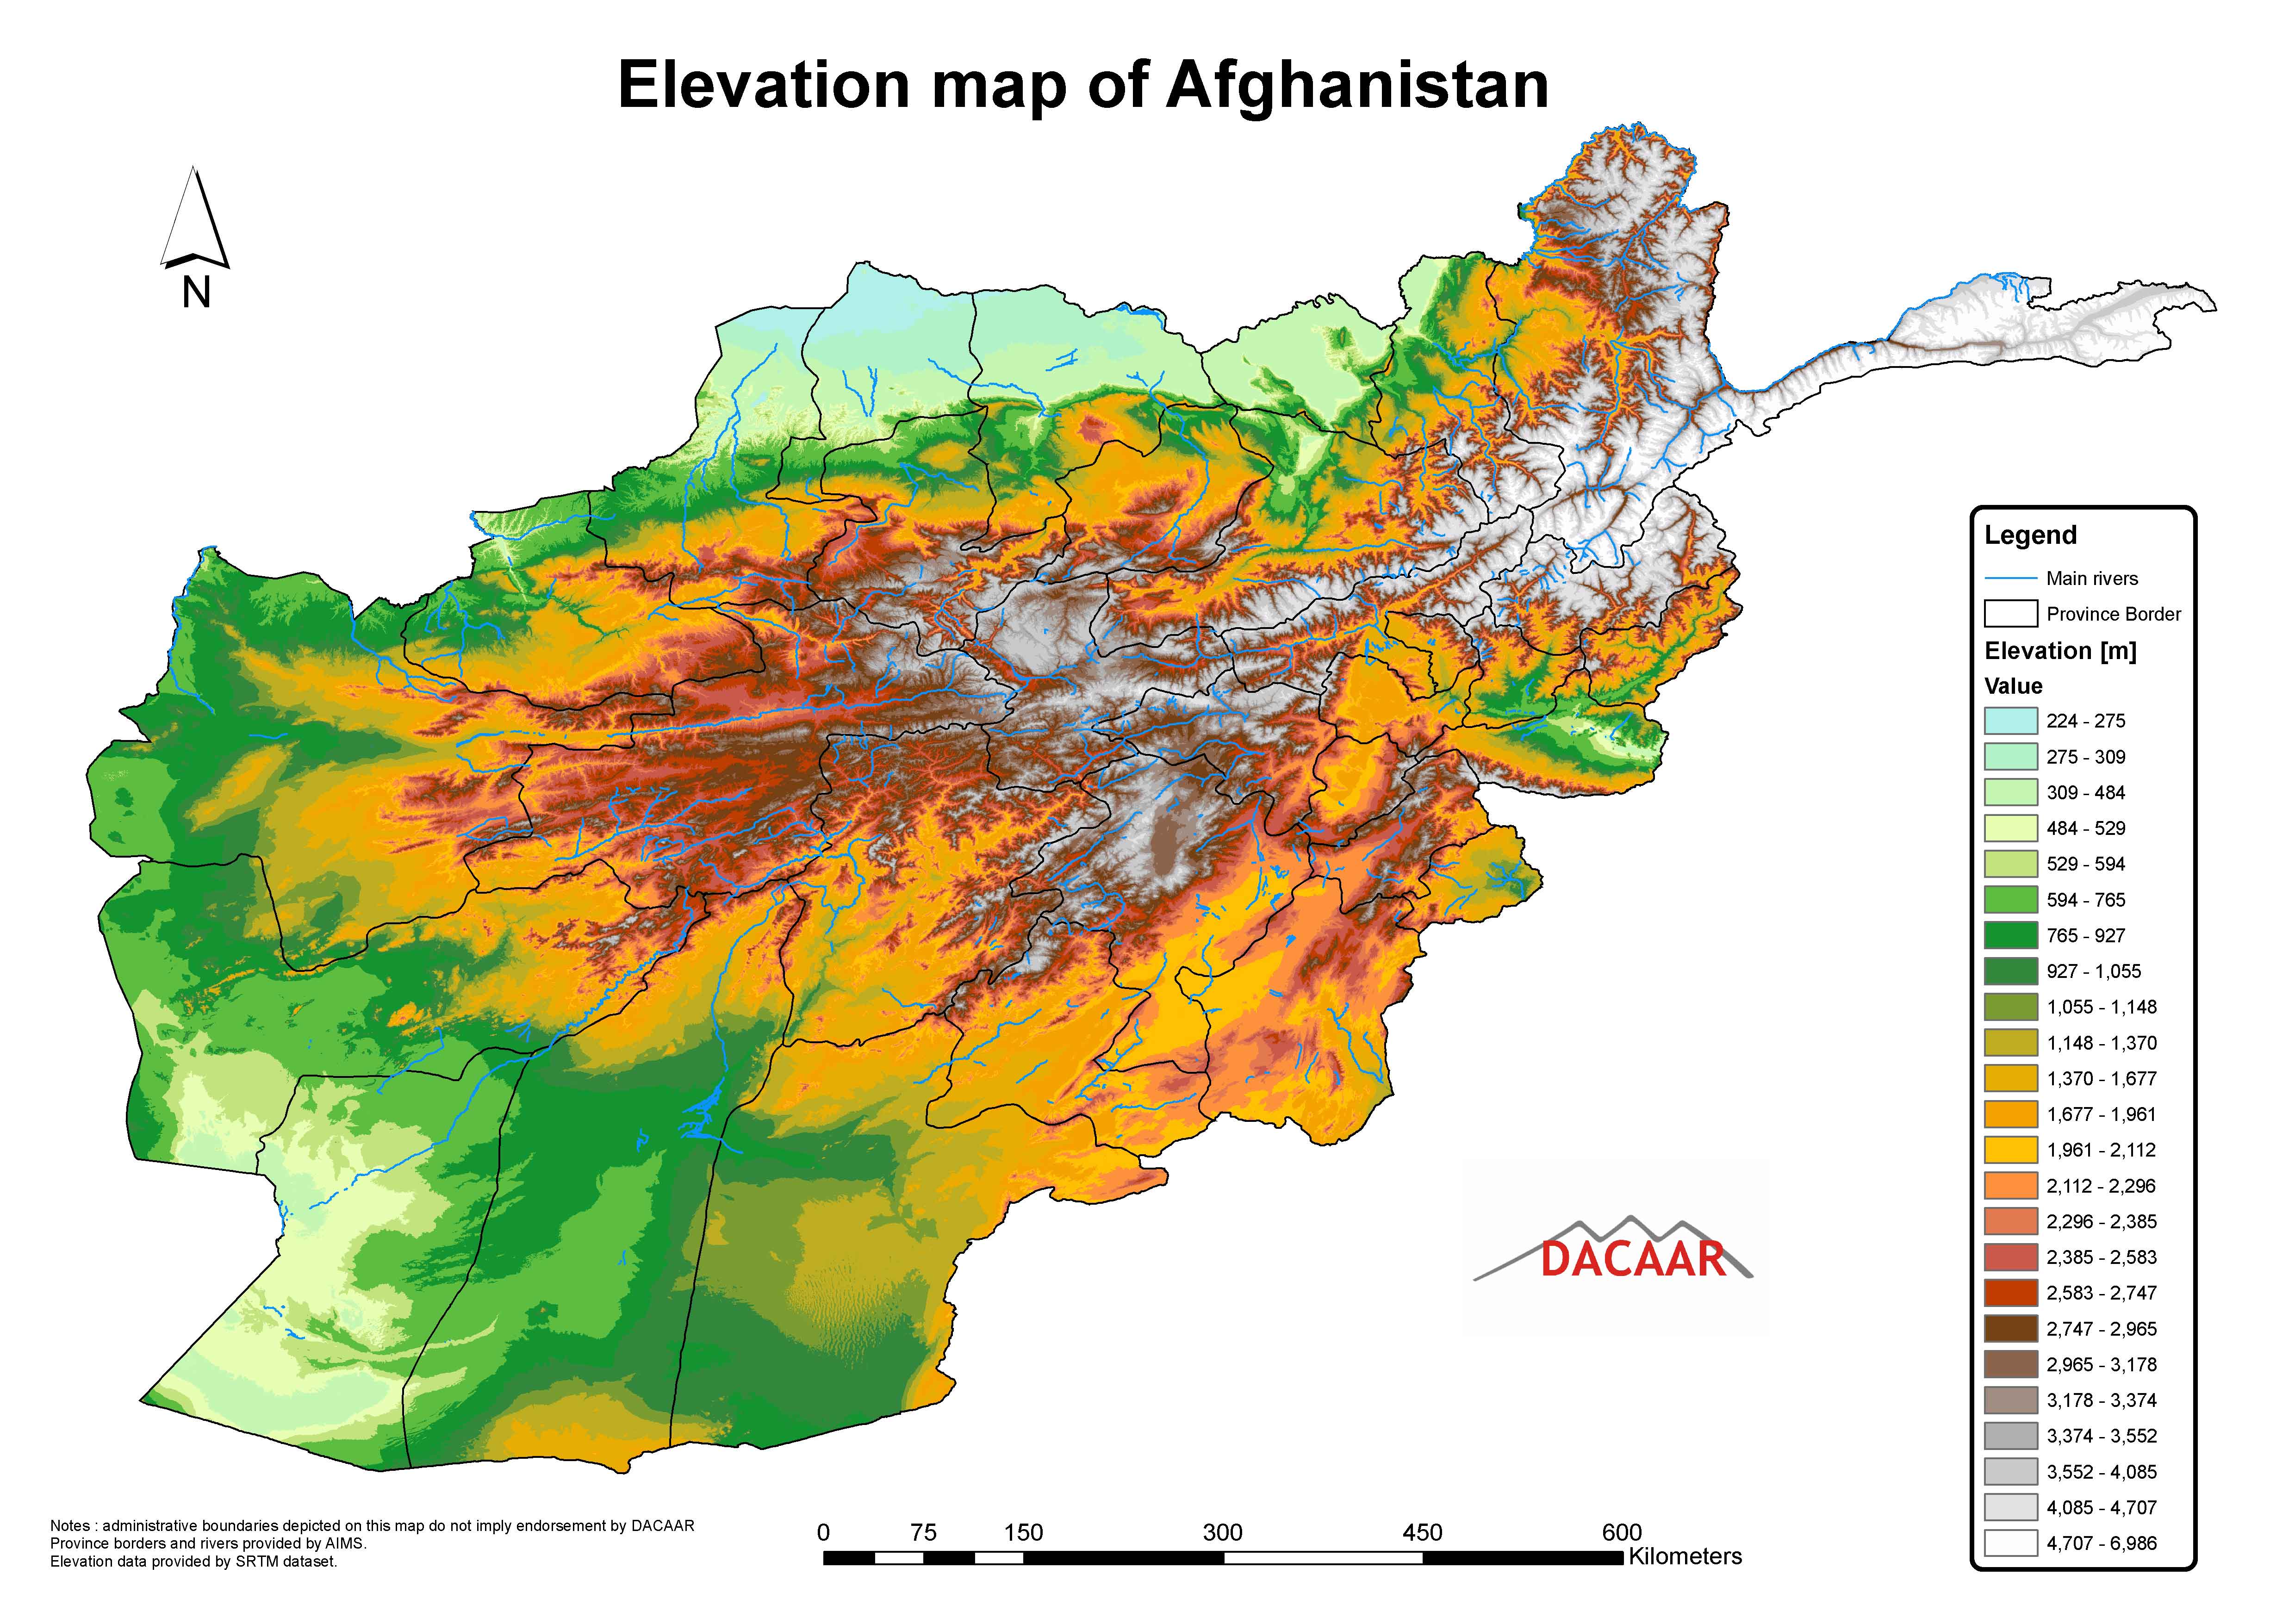 Elevation map of Afghanistan
N
Legend
Main rivers
Province Border
Elevation [m]
Value
224 - 275
275 - 309
309 - 484
484 - 529
529 - 594
594 - 765
765 - 927
927 - 1,055
1,055 - 1,148
1,148 - 1,370
1,370 - 1,677
1,677 - 1,961
1,961 - 2,112
2,112 - 2,296
2,296 - 2,385
2,385 - 2,583
2,583 - 2,747
2,747 - 2,965
2,965 - 3,178
3,178 - 3,374
3,374 - 3,552
3,552 - 4,085
4,085 - 4,707
4,707 - 6,986
DACAAR
Notes : administrative boundaries depicted on this map do not imply endorsement by DACAAR
Province borders and rivers provided by AIMS.
Elevation data provided by SRTM dataset.
0 75 150 300 450 600
Kilometers